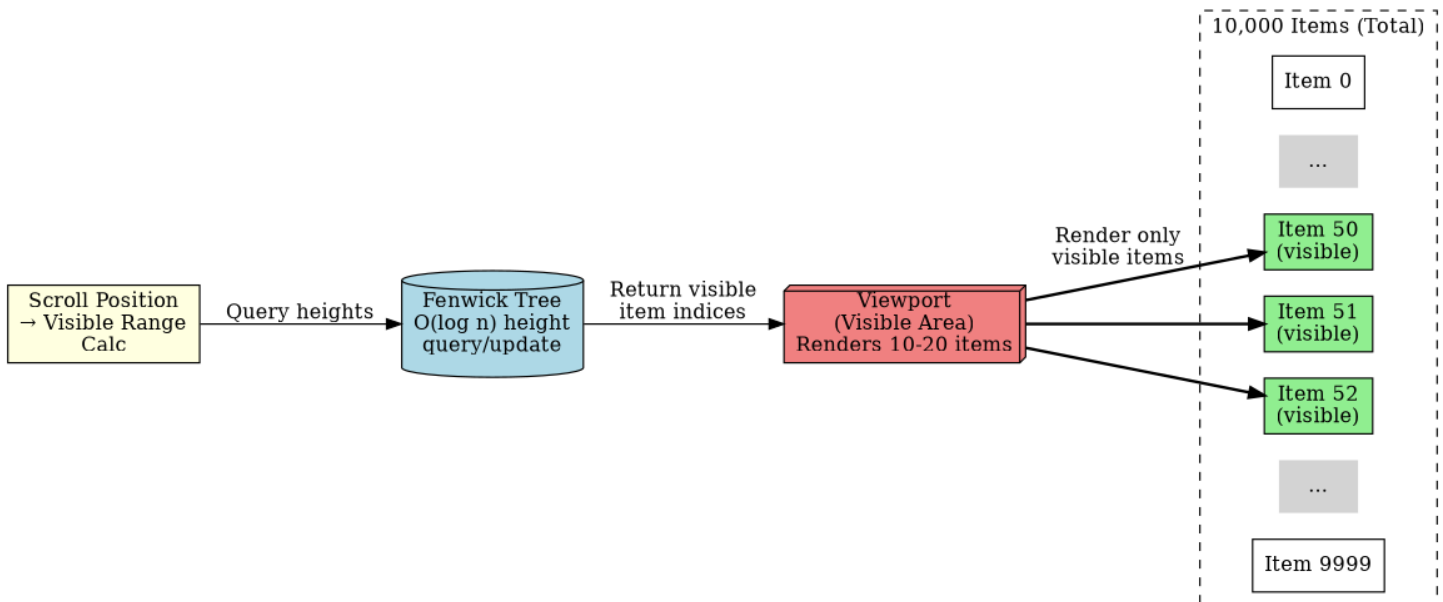 10,000 Items (Total)
Item 0
...
Item 50
(visible)
Render only
visible items
Scroll Position
→ Visible Range
Calc
Query heights
Fenwick Tree
O(log n) height
query/update
Return visible
item indices
Viewport
(Visible Area)
Renders 10-20 items
Item 51
(visible)
Item 52
(visible)
...
Item 9999